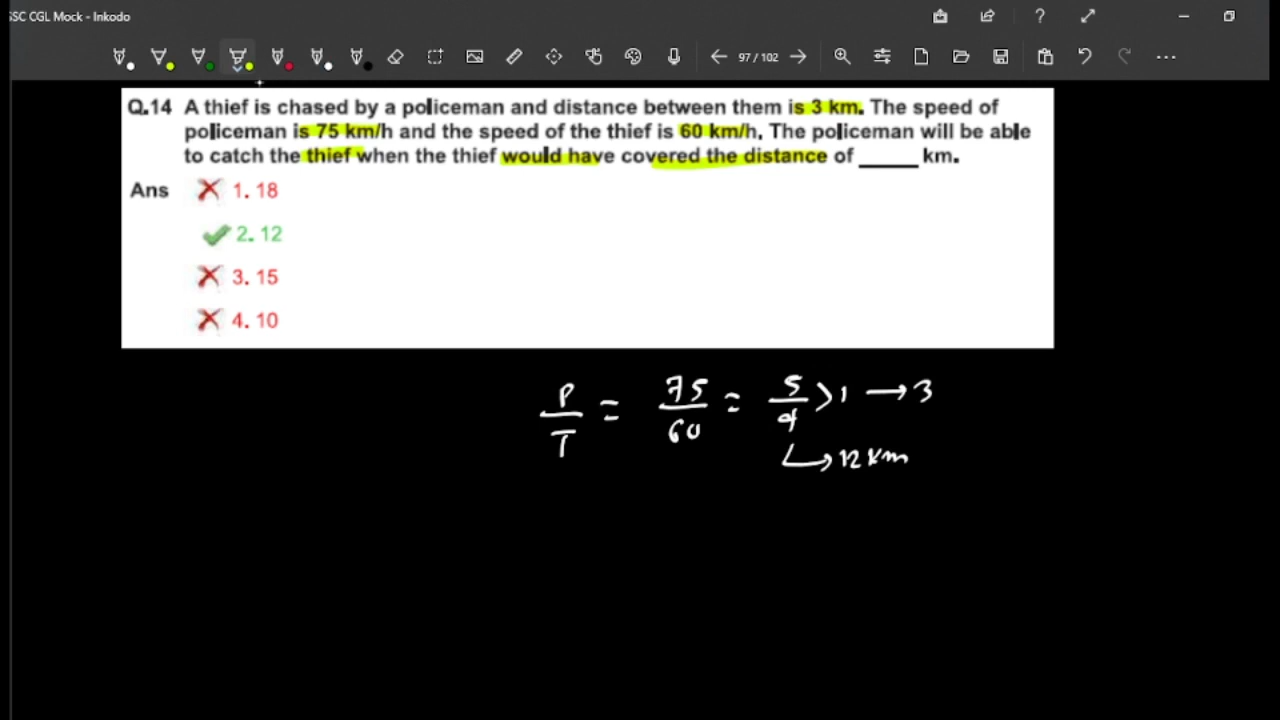 SSC CGL Mock - Inkodo
97 / 102
Q.14 A thief is chased by a policeman and distance between them is 3 km. The speed of
policeman is 75 km/h and the speed of the thief is 60 km/h. The policeman will be able
to catch the thief when the thief would have covered the distance of _____ km.
Ans 1. 18
2. 12
3. 15
4. 10
P/T = 75/60 = 5/4 > 1 → 3
→ 12 km